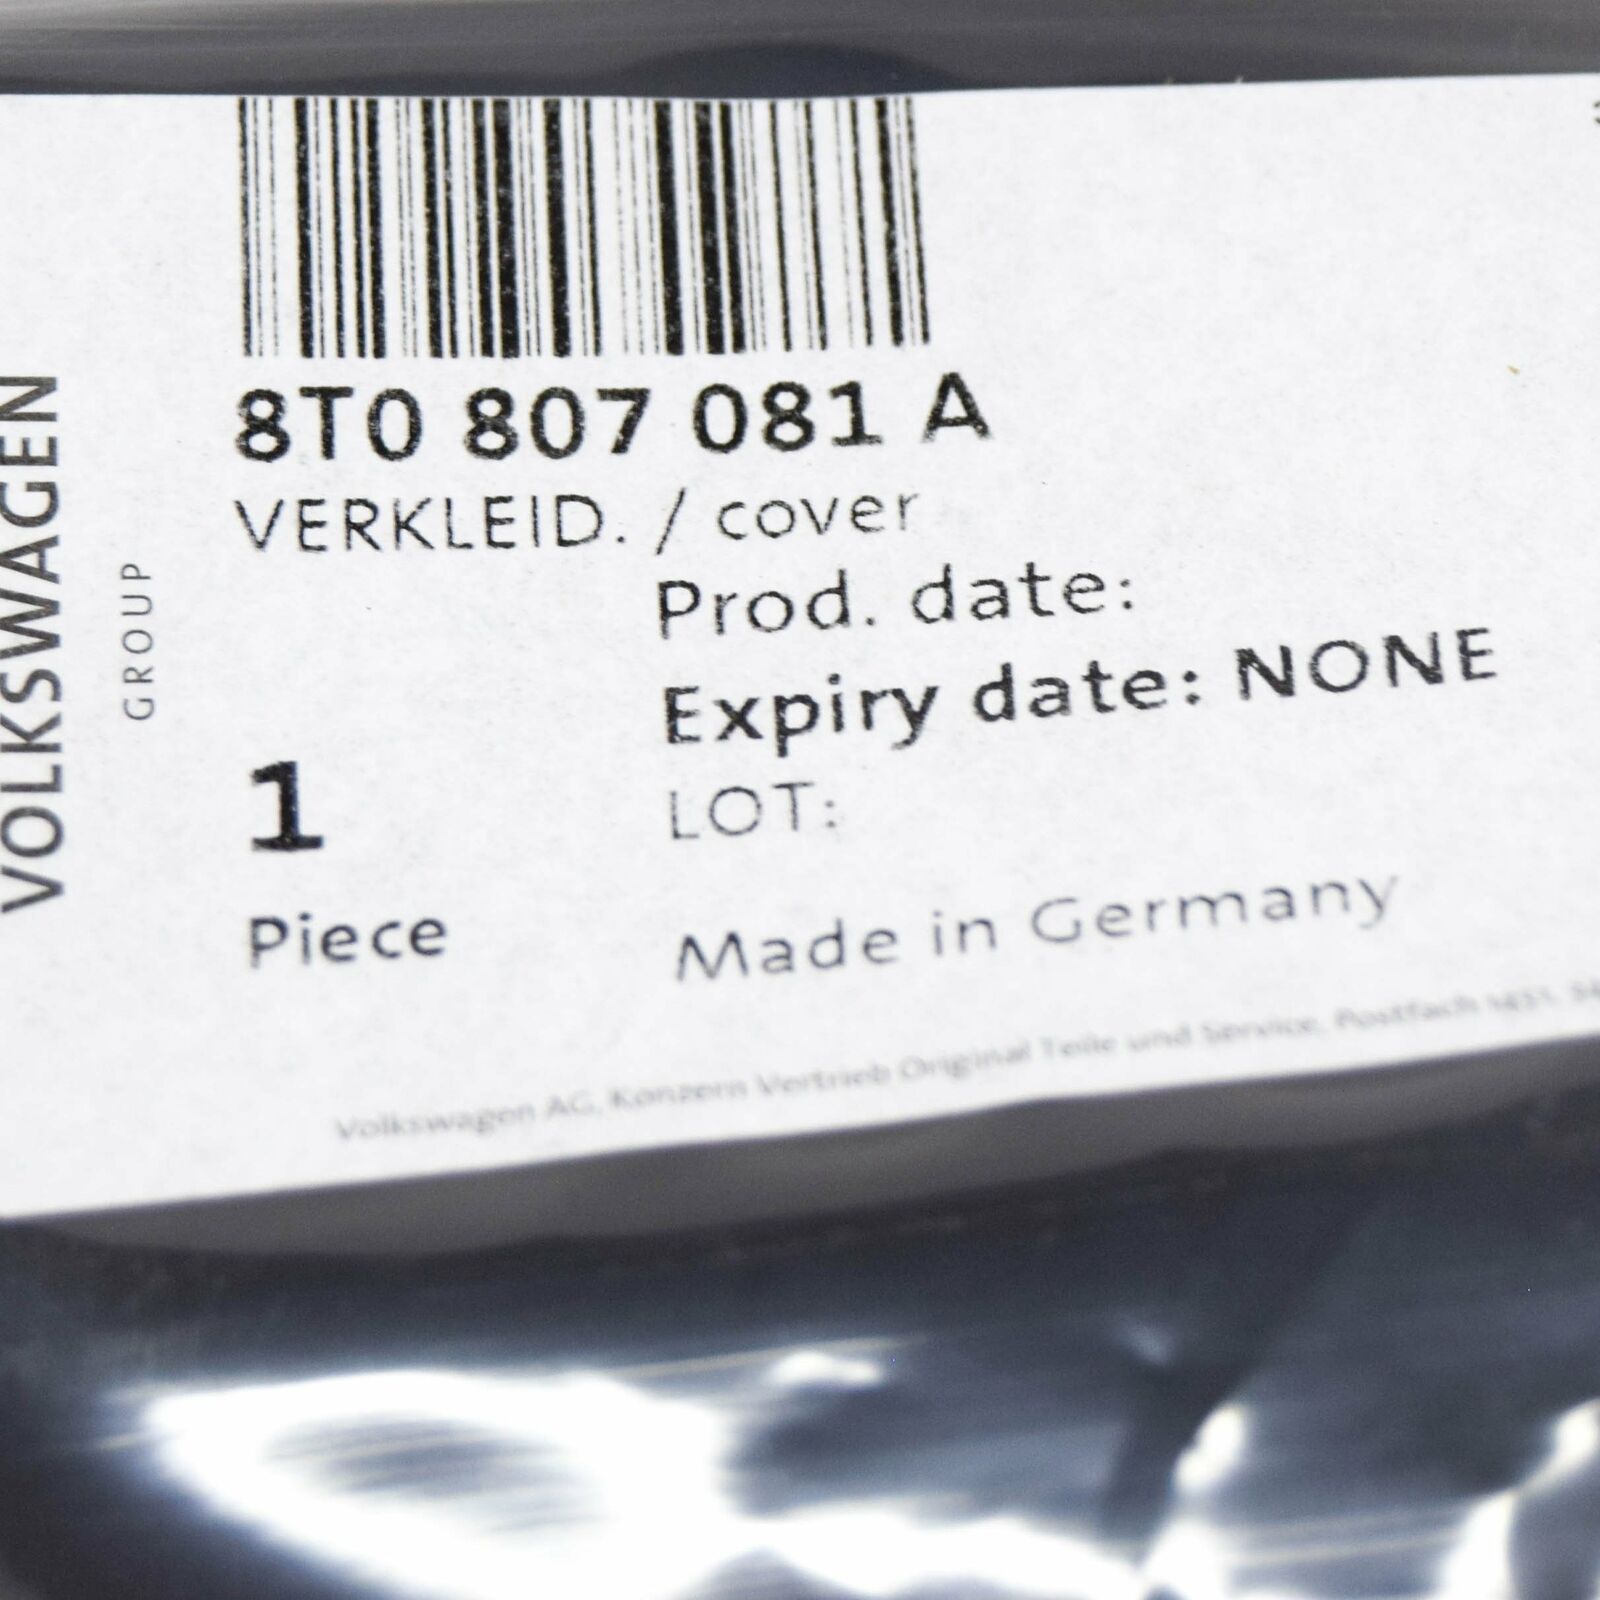 8T0 807 081 A
VERKLEID. / cover
Prod. date:
Expiry date: NONE
1
LOT:
Piece
Made in Germany
Volkswagen AG, Konzern Vertrieb Original Teile und Service, Postfach
VOLKSWAGEN
GROUP